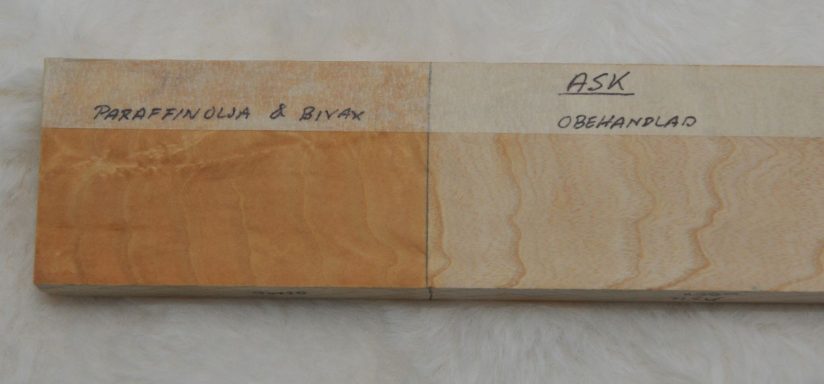 ASK
PARAFFINOLJA & BIVAX
OBEHANDLAD